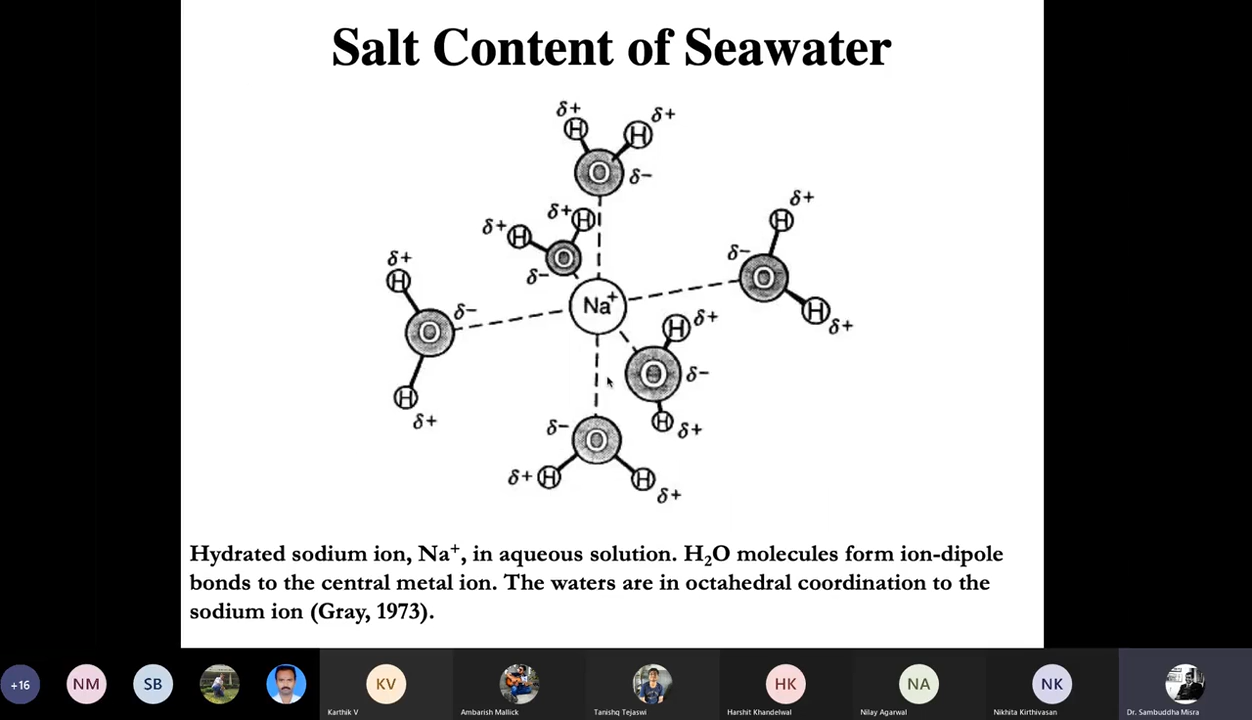 Salt Content of Seawater
δ+
δ+
H
H
O
δ-
δ+
δ+
H
H
O
δ-
δ+
H
δ-
O
H
δ+
δ+
H
δ-
O
H
δ+
Na+
H
δ+
O
δ-
H
δ+
δ-
O
δ+
H
H
δ+
Hydrated sodium ion, Na+, in aqueous solution. H2O molecules form ion-dipole
bonds to the central metal ion. The waters are in octahedral coordination to the
sodium ion (Gray, 1973).
+16
NM
SB
KV
HK
NA
NK
Karthik V
Ambarish Mallick
Tanishq Tejaswi
Harshit Khandelwal
Nilay Agarwal
Nikhita Kirthivasan
Dr. Sambuddha Misra